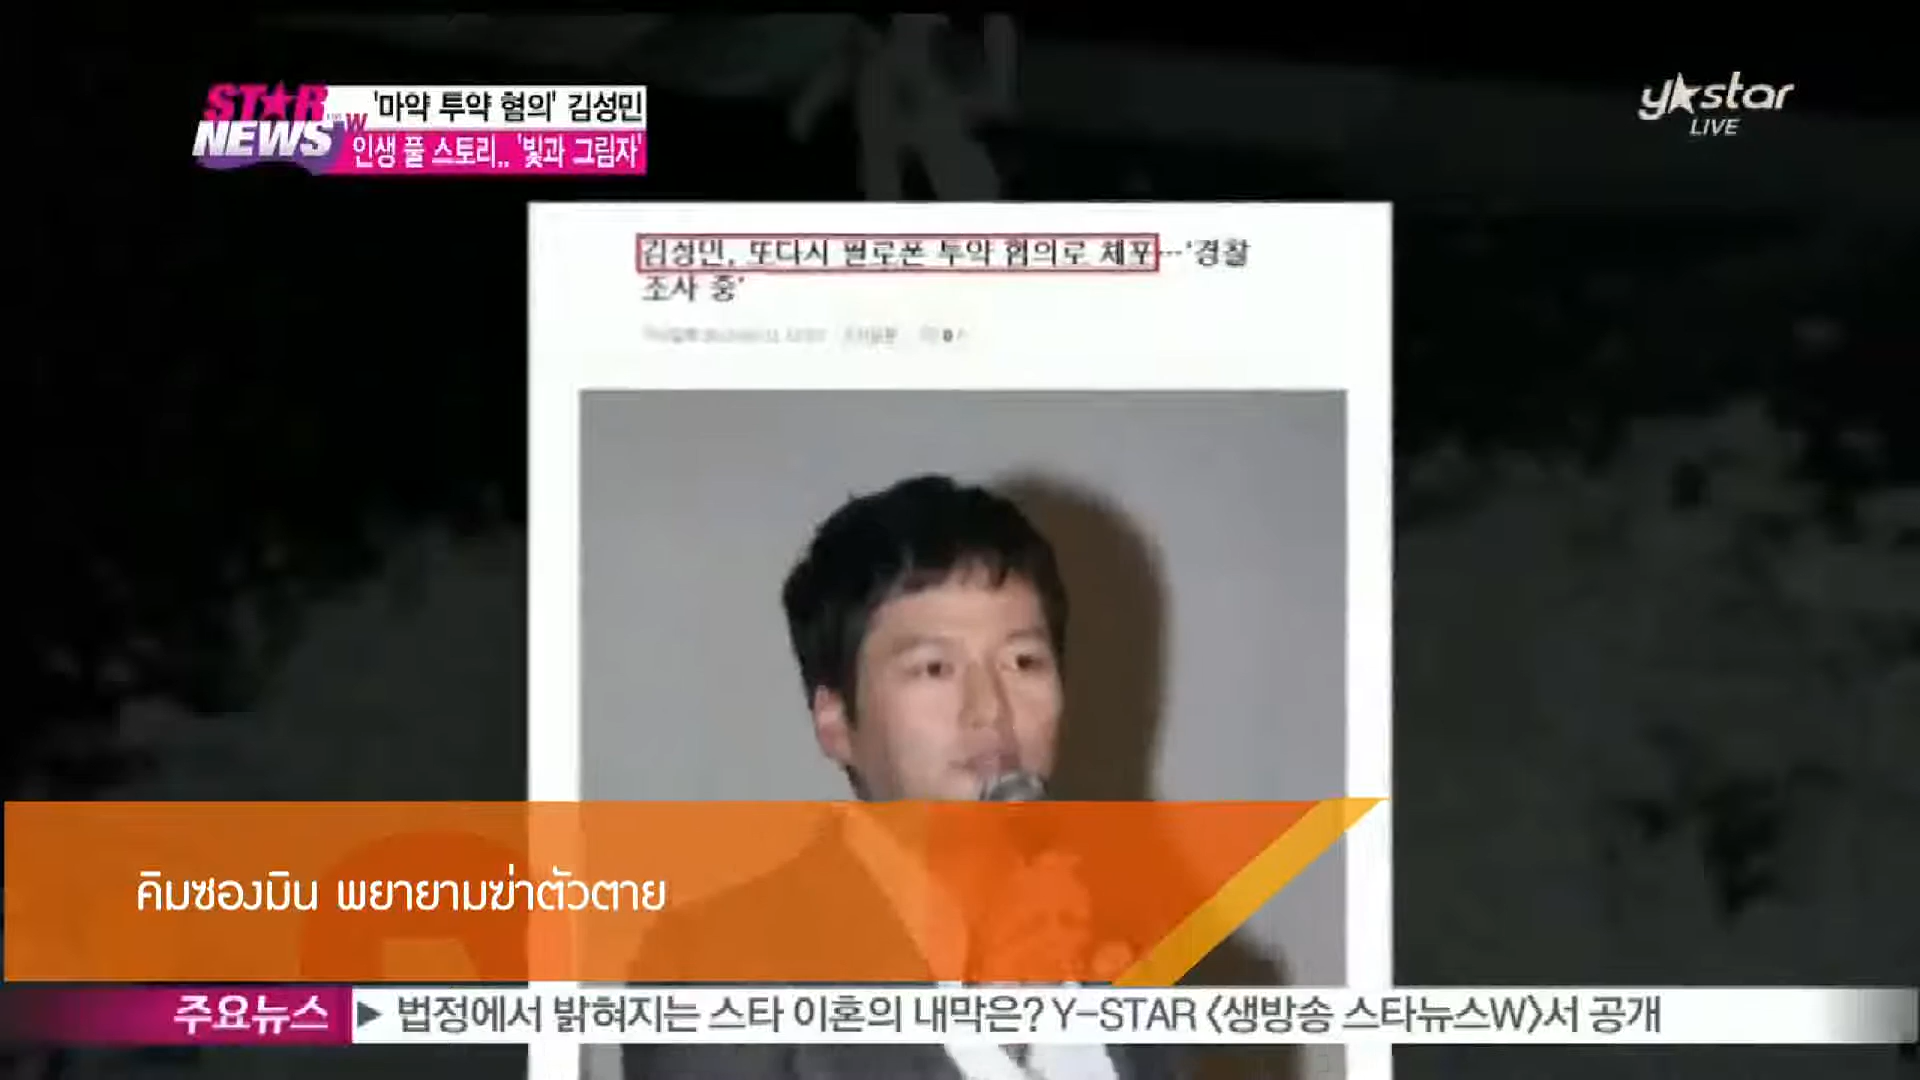 STAR
NEWS W
'마약 투약 혐의' 김성민
인생 풀 스토리.. '빛과 그림자'
ystar
LIVE
김성민, 또다시 필로폰 투약 혐의로 체포…'경찰
조사 중'
คิมซองมิน พยายามฆ่าตัวตาย
주요뉴스
▶ 법정에서 밝혀지는 스타 이혼의 내막은? Y-STAR 〈생방송 스타뉴스W〉서 공개